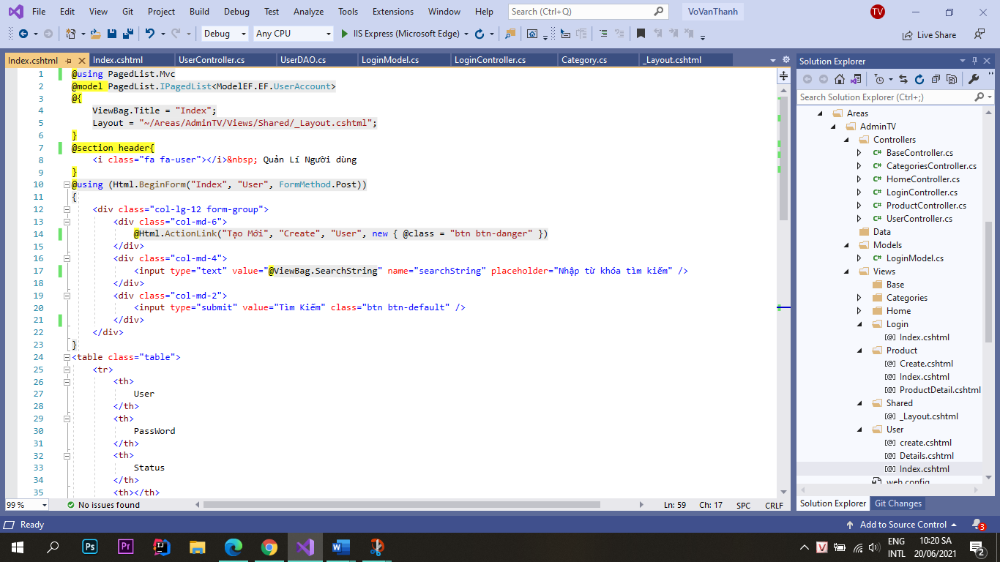 File Edit View Git Project Build Debug Test Analyze Tools Extensions Window Help Search (Ctrl+Q) VoVanThanh TV
Debug Any CPU IIS Express (Microsoft Edge) Live Share
Index.cshtml Index.cshtml UserController.cs UserDAO.cs LoginModel.cs LoginController.cs Category.cs _Layout.cshtml
1 @using PagedList.Mvc
2 @model PagedList.IPagedList<ModelEF.EF.UserAccount>
3 @{
4 ViewBag.Title = "Index";
5 Layout = "~/Areas/AdminTV/Views/Shared/_Layout.cshtml";
6 }
7 @section header{
8 <i class="fa fa-user"></i>&nbsp; Quản Lí Người dùng
9 }
10 @using (Html.BeginForm("Index", "User", FormMethod.Post))
11 {
12 <div class="col-lg-12 form-group">
13 <div class="col-md-6">
14 @Html.ActionLink("Tạo Mới", "Create", "User", new { @class = "btn btn-danger" })
15 </div>
16 <div class="col-md-4">
17 <input type="text" value="@ViewBag.SearchString" name="searchString" placeholder="Nhập từ khóa tìm kiếm" />
18 </div>
19 <div class="col-md-2">
20 <input type="submit" value="Tìm Kiếm" class="btn btn-default" />
21 </div>
22 </div>
23 }
24 <table class="table">
25 <tr>
26 <th>
27 User
28 </th>
29 <th>
30 PassWord
31 </th>
32 <th>
33 Status
34 </th>
35 <th></th>
99 % No issues found Ln: 59 Ch: 17 SPC CRLF
Solution Explorer
Search Solution Explorer (Ctrl+;)
Areas
AdminTV
Controllers
C# BaseController.cs
C# CategoriesController.cs
C# HomeController.cs
C# LoginController.cs
C# ProductController.cs
C# UserController.cs
Data
Models
C# LoginModel.cs
Views
Base
Categories
Home
Login
[@] Index.cshtml
Product
[@] Create.cshtml
[@] Index.cshtml
[@] ProductDetail.cshtml
Shared
[@] _Layout.cshtml
User
[@] create.cshtml
[@] Details.cshtml
[@] Index.cshtml
web.config
Solution Explorer Git Changes
Ready Add to Source Control 3
Ps Pr IJ W V ENG 10:20 SA
INTL 20/06/2021 2